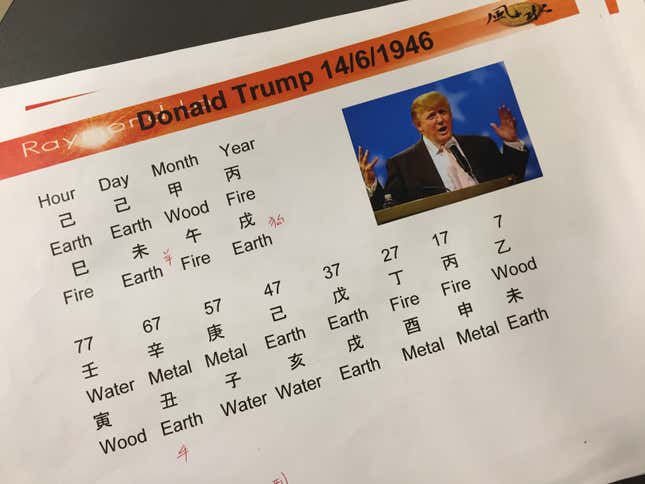 風水
Donald Trump 14/6/1946
Hour Day Month Year
己 己 甲 丙
Earth Earth Wood Fire
巳 未 午 戌
Fire Earth Fire Earth
77 67 57 47 37 27 17 7
壬 辛 庚 己 戊 丁 丙 乙
Water Metal Metal Earth Earth Fire Fire Wood
寅 丑 子 亥 戌 酉 申 未
Wood Earth Water Water Earth Metal Metal Earth